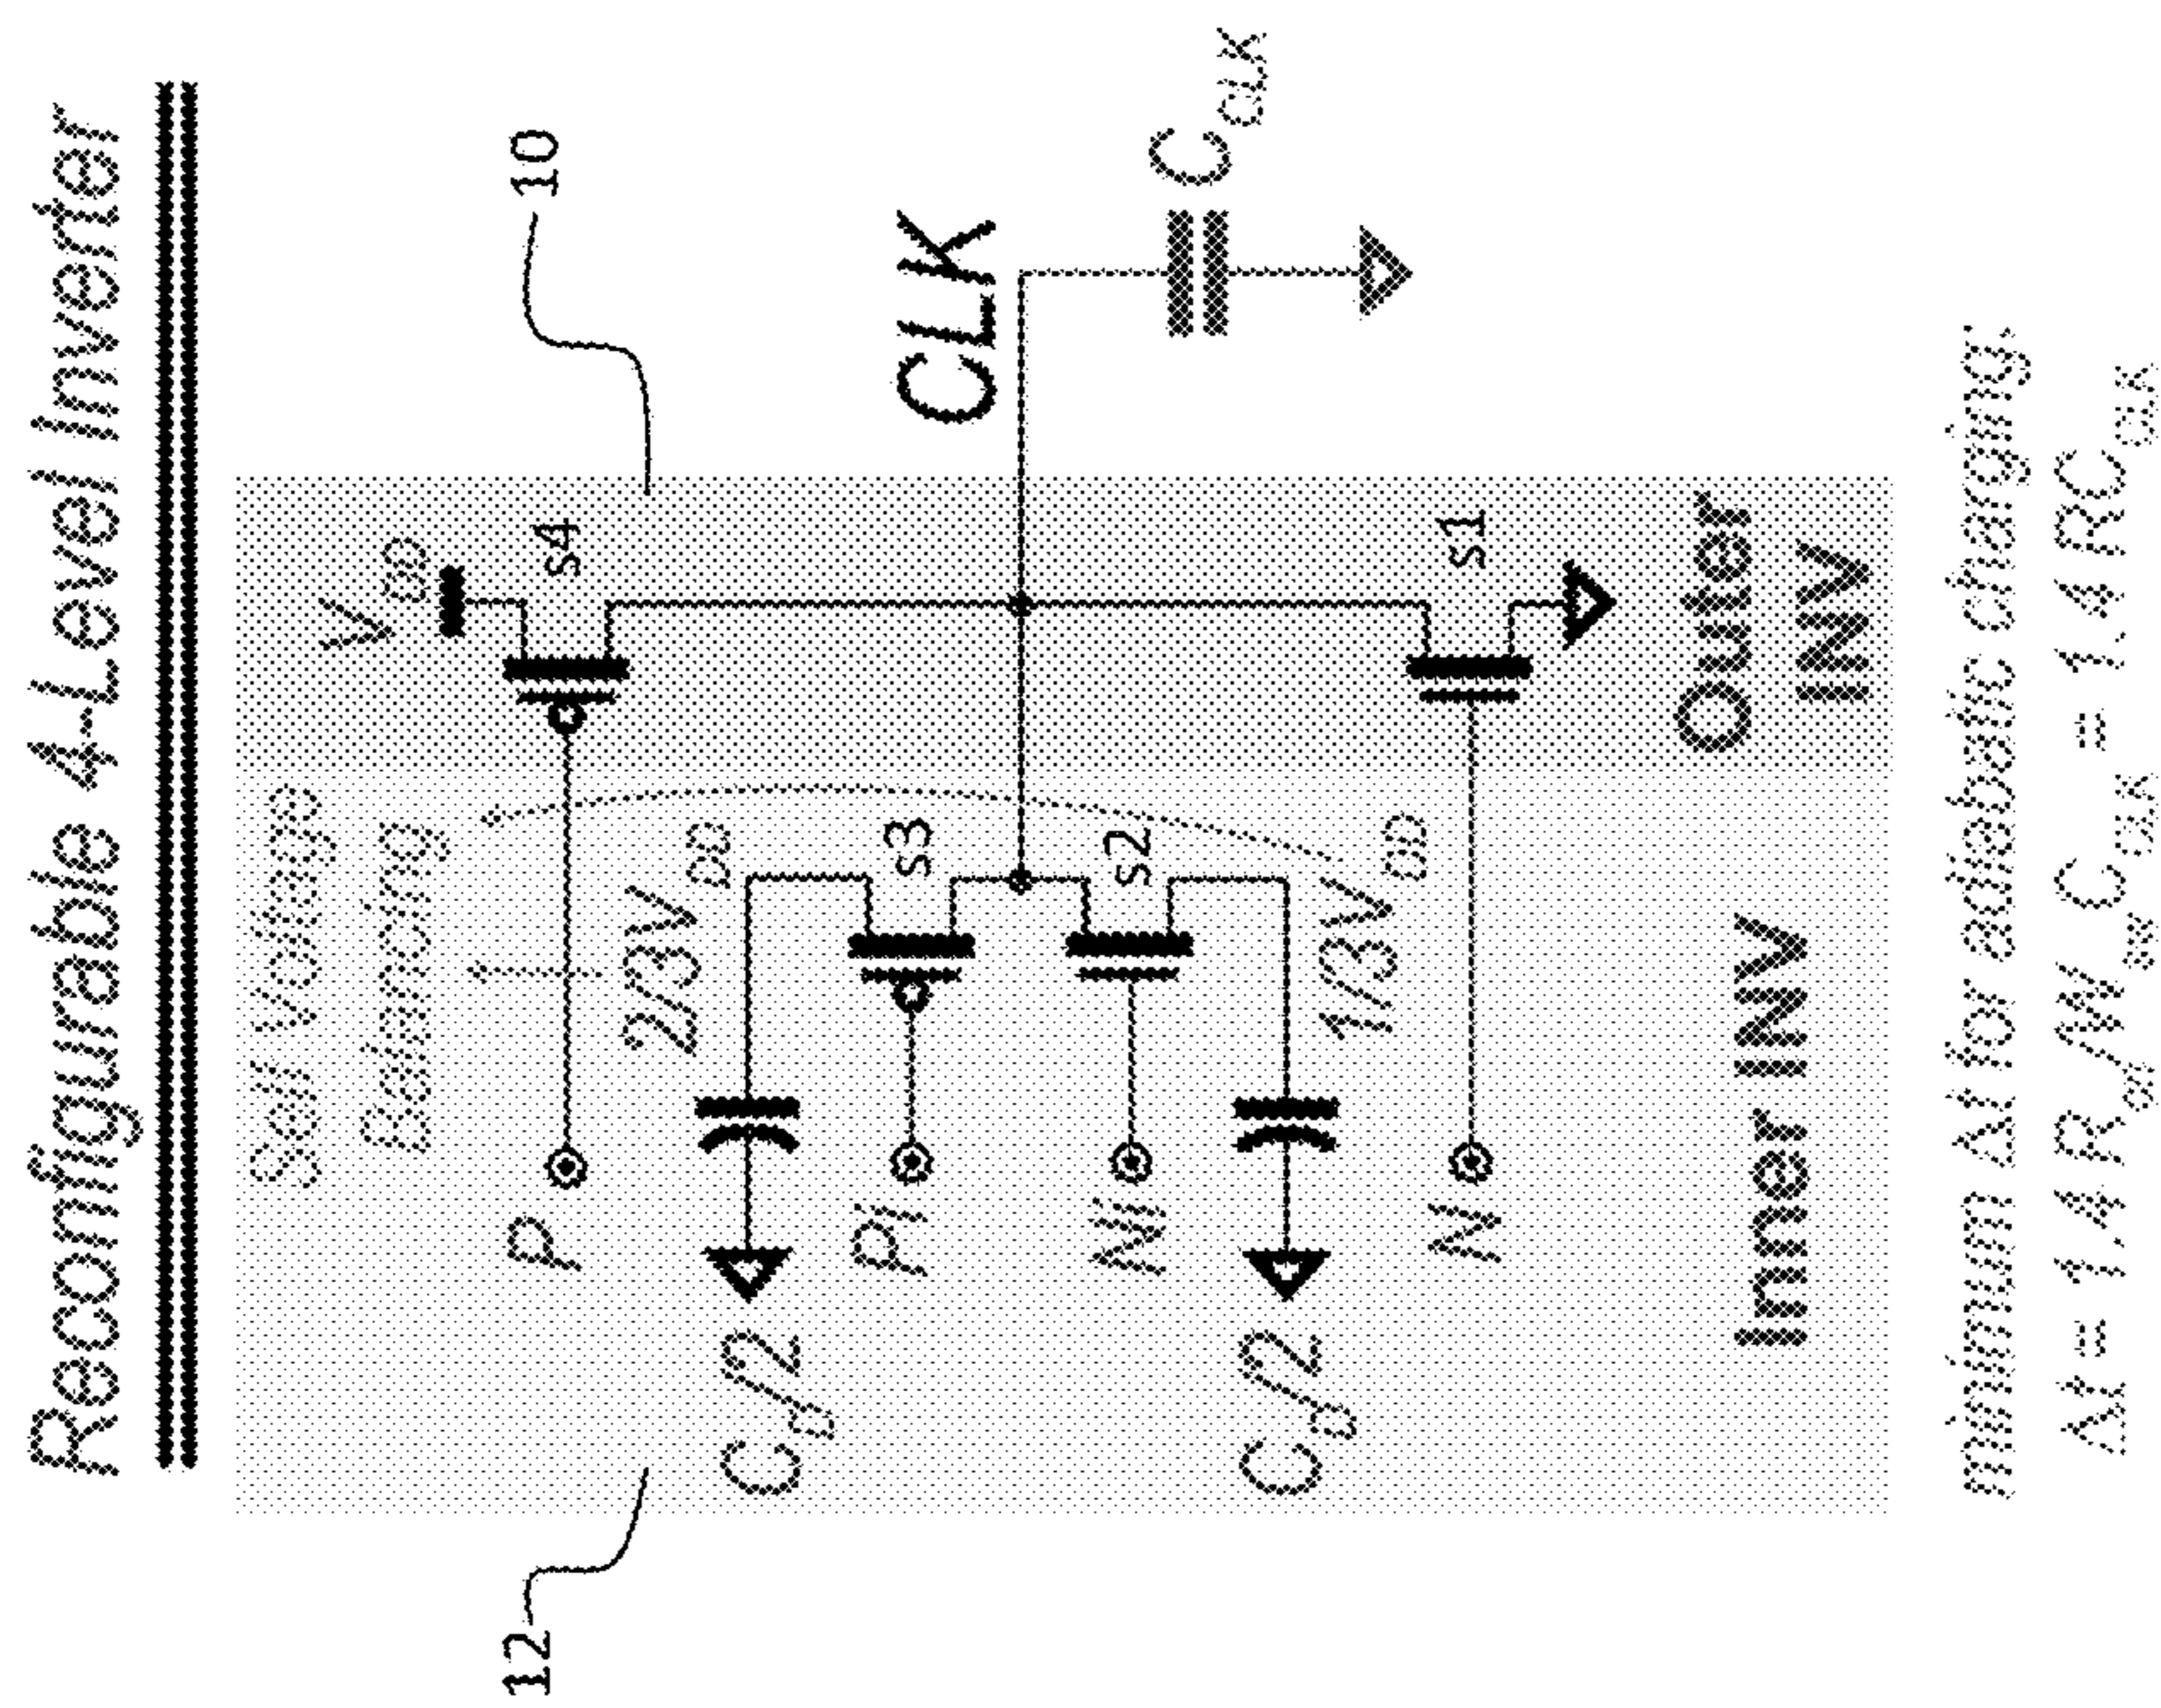 Reconfigurable 4-Level Inverter
10
12
Self Voltage
Balancing
V_DD
s4
P
2/3V_DD
C_D/2
s3
Pi
CLK
C_CLK
s2
Ni
1/3V_DD
C_D/2
N
s1
Inner INV
Outer
INV
minimum Δt for adiabatic charging:
Δt = 1.4 R_on/W_sw C_CLK = 1.4 RC_CLK